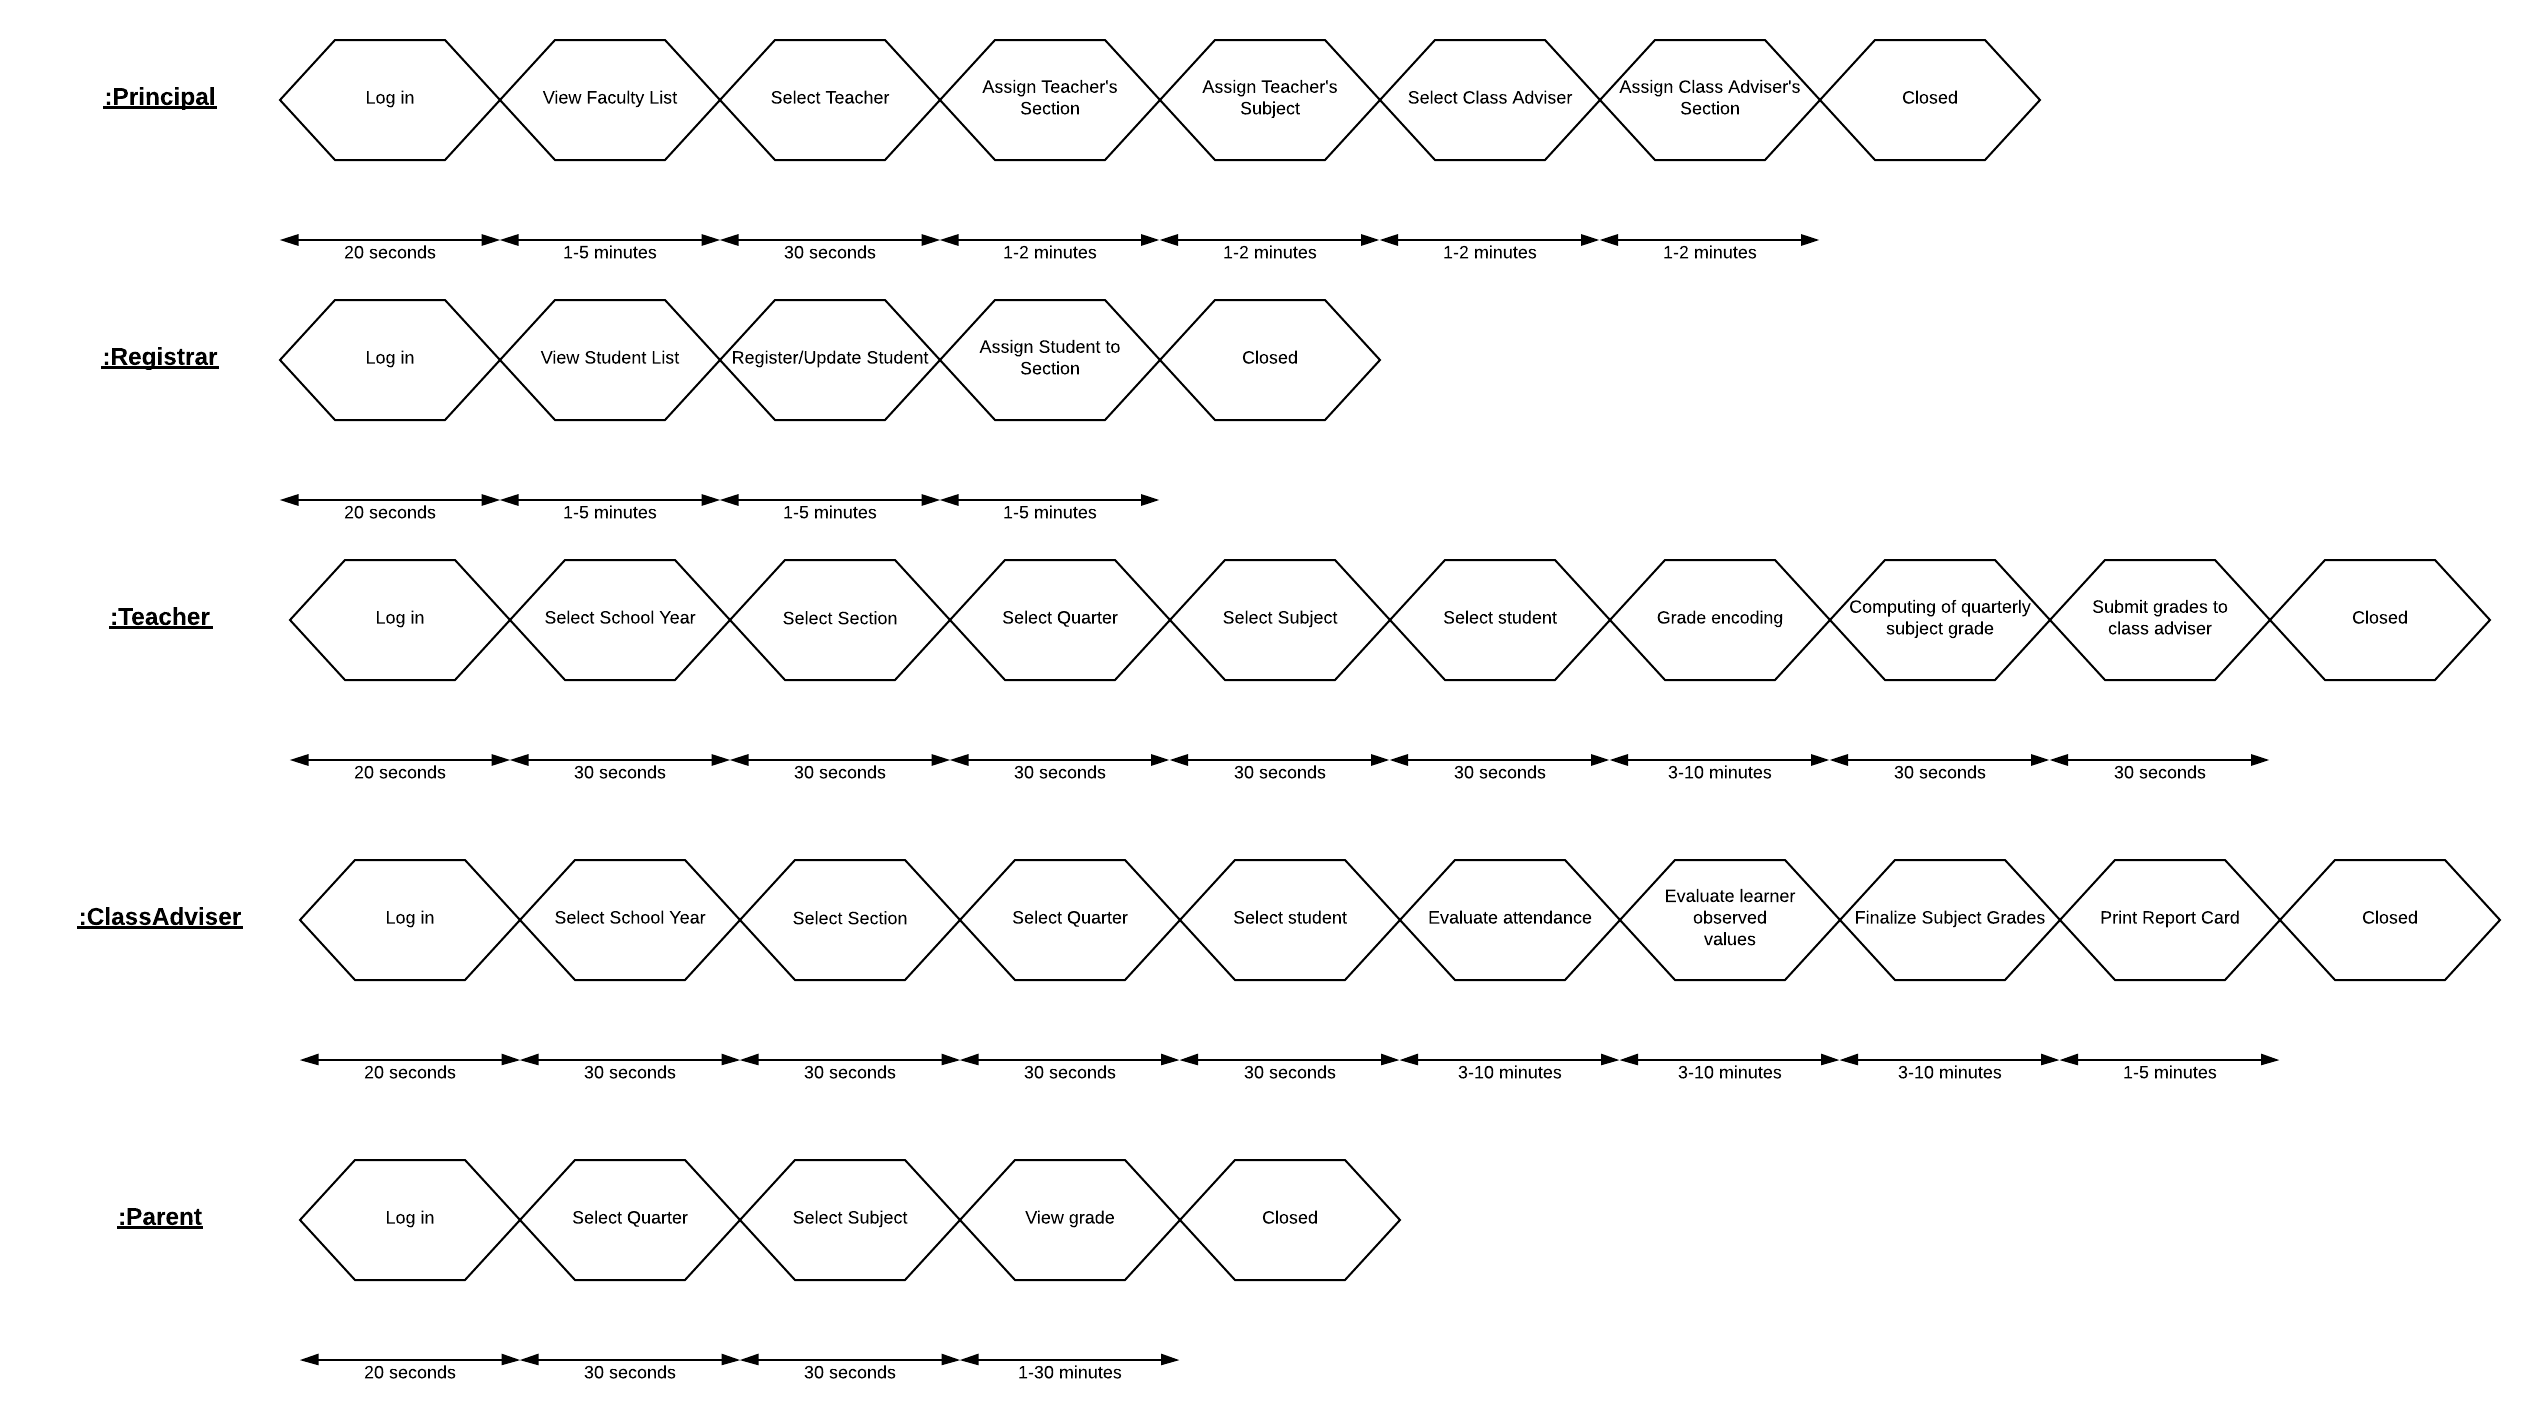 :Principal
Log in
View Faculty List
Select Teacher
Assign Teacher's
Section
Assign Teacher's
Subject
Select Class Adviser
Assign Class Adviser's
Section
Closed
20 seconds
1-5 minutes
30 seconds
1-2 minutes
1-2 minutes
1-2 minutes
1-2 minutes
:Registrar
Log in
View Student List
Register/Update Student
Assign Student to
Section
Closed
20 seconds
1-5 minutes
1-5 minutes
1-5 minutes
:Teacher
Log in
Select School Year
Select Section
Select Quarter
Select Subject
Select student
Grade encoding
Computing of quarterly
subject grade
Submit grades to
class adviser
Closed
20 seconds
30 seconds
30 seconds
30 seconds
30 seconds
30 seconds
3-10 minutes
30 seconds
30 seconds
:ClassAdviser
Log in
Select School Year
Select Section
Select Quarter
Select student
Evaluate attendance
Evaluate learner
observed
values
Finalize Subject Grades
Print Report Card
Closed
20 seconds
30 seconds
30 seconds
30 seconds
30 seconds
3-10 minutes
3-10 minutes
3-10 minutes
1-5 minutes
:Parent
Log in
Select Quarter
Select Subject
View grade
Closed
20 seconds
30 seconds
30 seconds
1-30 minutes